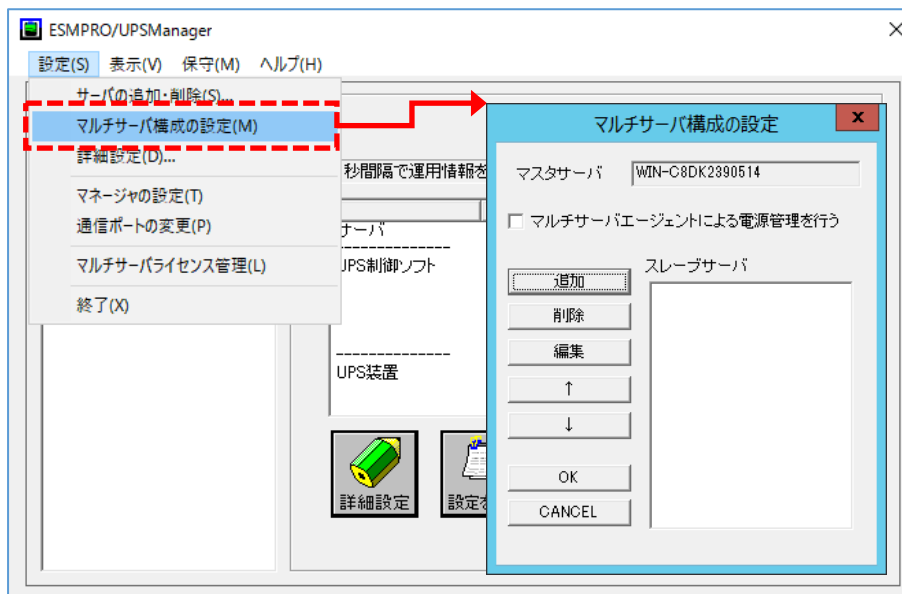 ESMPRO/UPSManager
設定(S) 表示(V) 保守(M) ヘルプ(H)
サーバの追加・削除(S)...
マルチサーバ構成の設定(M)
詳細設定(D)...
マネージャの設定(T)
通信ポートの変更(P)
マルチサーバライセンス管理(L)
終了(X)
秒間隔で運用情報を
サーバ
--------------
UPS制御ソフト
--------------
UPS装置
詳細設定
設定を
マルチサーバ構成の設定
x
マスタサーバ WIN-C8DK2390514
マルチサーバエージェントによる電源管理を行う
スレーブサーバ
追加
削除
編集
↑
↓
OK
CANCEL